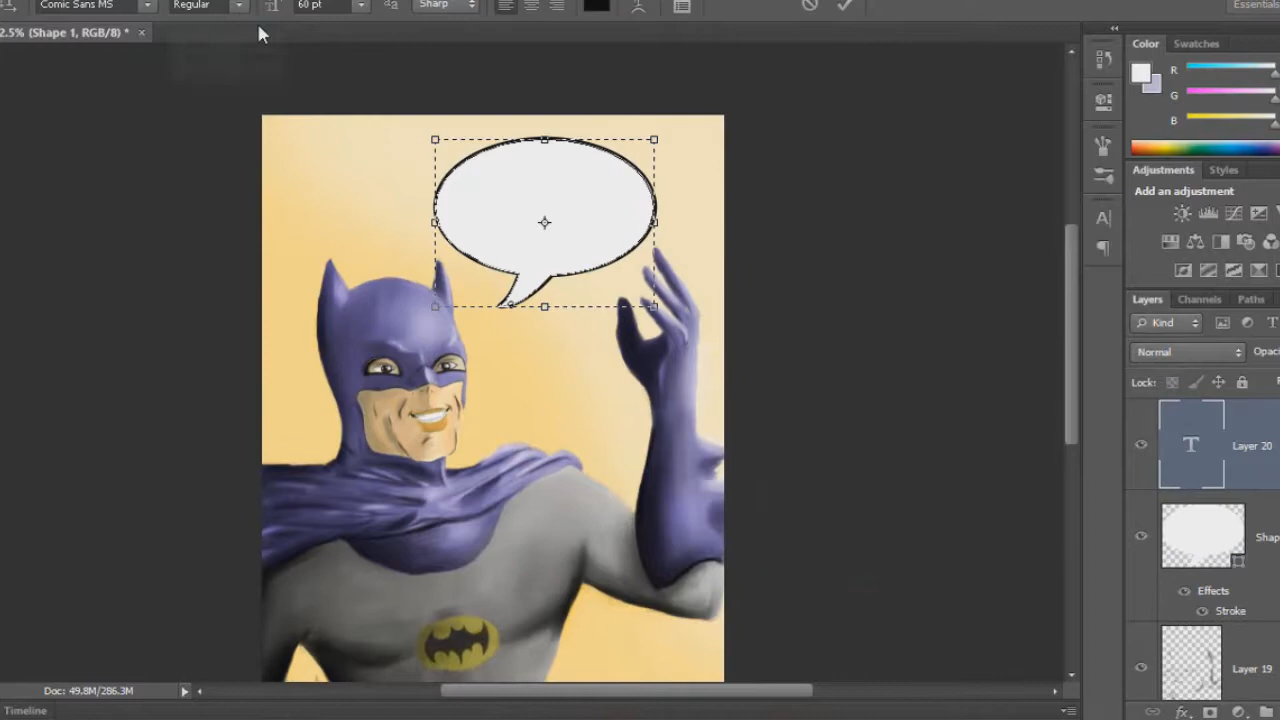 Comic Sans MS Regular 60 pt Sharp Essentials
2.5% (Shape 1, RGB/8) * ×
Color Swatches
R
G
B
Adjustments Styles
Add an adjustment
Layers Channels Paths
Kind
Normal Opac
Lock:
T Layer 20
Shap
Effects
Stroke
Layer 19
Doc: 49.8M/286.3M
Timeline